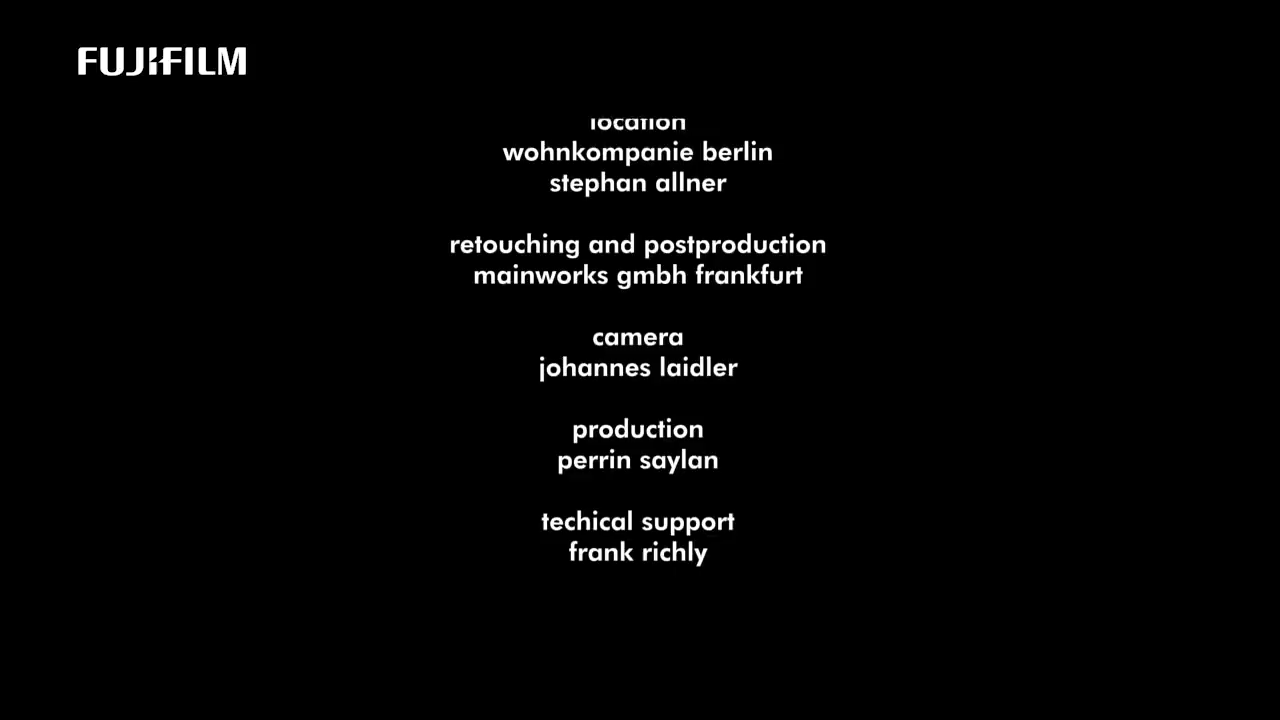 FUJIFILM
location
wohnkompanie berlin
stephan allner
retouching and postproduction
mainworks gmbh frankfurt
camera
johannes laidler
production
perrin saylan
techical support
frank richly